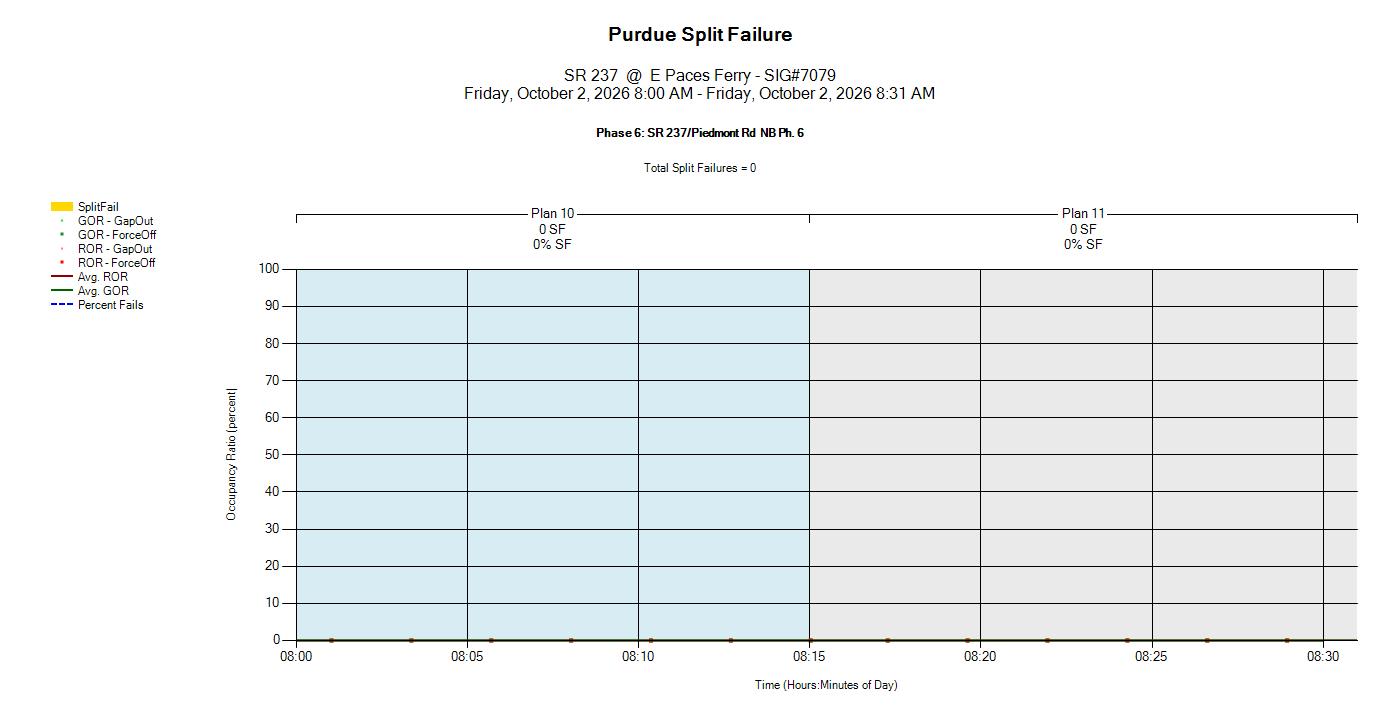 Purdue Split Failure
SR 237 @ E Paces Ferry - SIG#7079
Friday, October 2, 2026 8:00 AM - Friday, October 2, 2026 8:31 AM
Phase 6: SR 237/Piedmont Rd NB Ph. 6
Total Split Failures = 0
SplitFail
GOR - GapOut
GOR - ForceOff
ROR - GapOut
ROR - ForceOff
Avg. ROR
Avg. GOR
Percent Fails
Plan 10
0 SF
0% SF
Plan 11
0 SF
0% SF
100
90
80
70
60
50
40
30
20
10
0
Occupancy Ratio (percent)
08:00 08:05 08:10 08:15 08:20 08:25 08:30
Time (Hours:Minutes of Day)